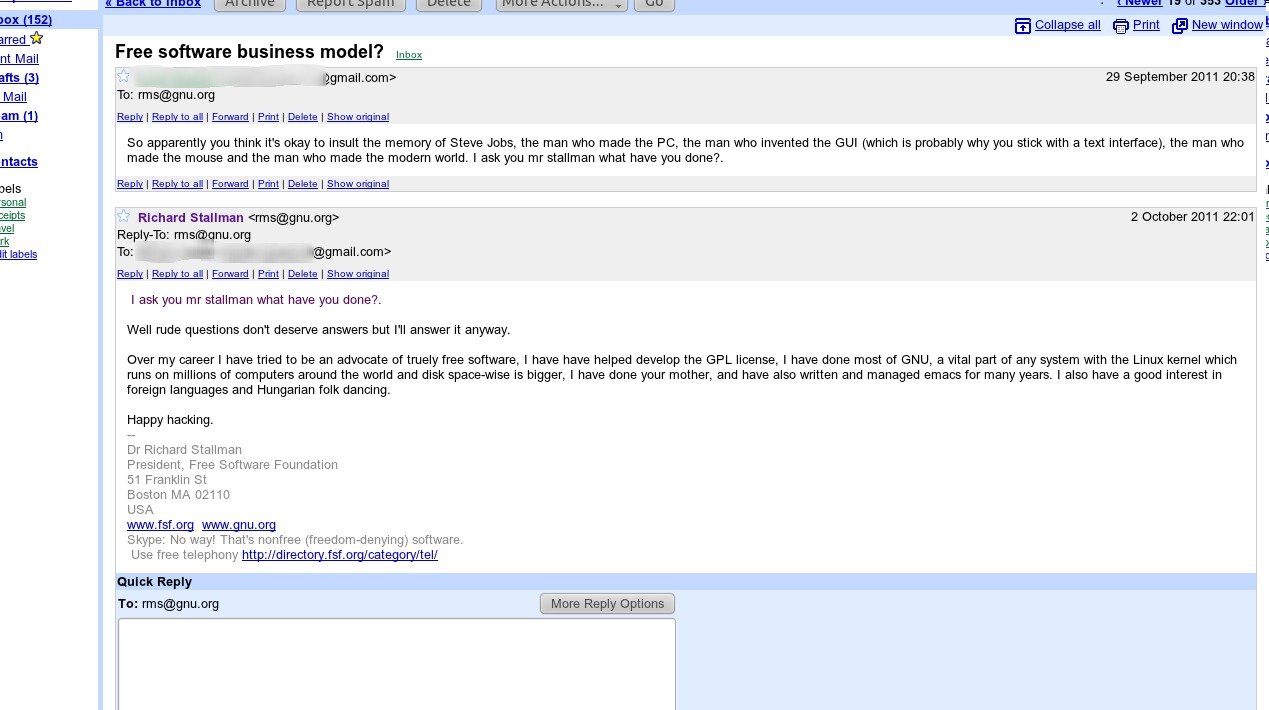 « Back to Inbox Archive Report Spam Delete More Actions... Go ‹ Newer 19 of 353 Older
box (152)
arred
nt Mail
afts (3)
Mail
am (1)
ntacts
bels
rsonal
ceipts
avel
rk
dit labels
Collapse all Print New window
Free software business model? Inbox
@gmail.com> 29 September 2011 20:38
To: rms@gnu.org
Reply | Reply to all | Forward | Print | Delete | Show original
So apparently you think it's okay to insult the memory of Steve Jobs, the man who made the PC, the man who invented the GUI (which is probably why you stick with a text interface), the man who
made the mouse and the man who made the modern world. I ask you mr stallman what have you done?.
Reply | Reply to all | Forward | Print | Delete | Show original
Richard Stallman <rms@gnu.org> 2 October 2011 22:01
Reply-To: rms@gnu.org
To: @gmail.com>
Reply | Reply to all | Forward | Print | Delete | Show original
I ask you mr stallman what have you done?.
Well rude questions don't deserve answers but I'll answer it anyway.
Over my career I have tried to be an advocate of truely free software, I have have helped develop the GPL license, I have done most of GNU, a vital part of any system with the Linux kernel which
runs on millions of computers around the world and disk space-wise is bigger, I have done your mother, and have also written and managed emacs for many years. I also have a good interest in
foreign languages and Hungarian folk dancing.
Happy hacking.
--
Dr Richard Stallman
President, Free Software Foundation
51 Franklin St
Boston MA 02110
USA
www.fsf.org www.gnu.org
Skype: No way! That's nonfree (freedom-denying) software.
Use free telephony http://directory.fsf.org/category/tel/
Quick Reply
To: rms@gnu.org More Reply Options